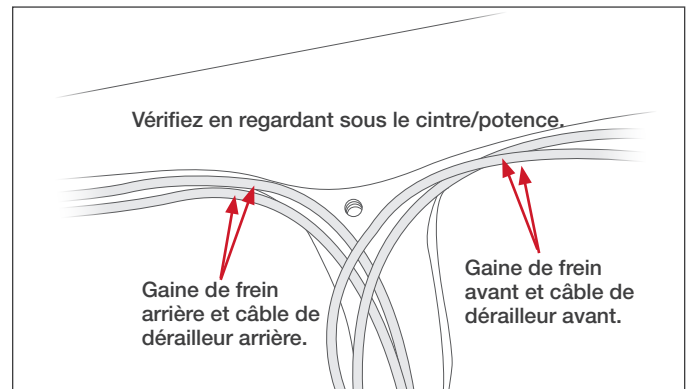 Vérifiez en regardant sous le cintre/potence.
Gaine de frein
arrière et câble de
dérailleur arrière.
Gaine de frein
avant et câble de
dérailleur avant.